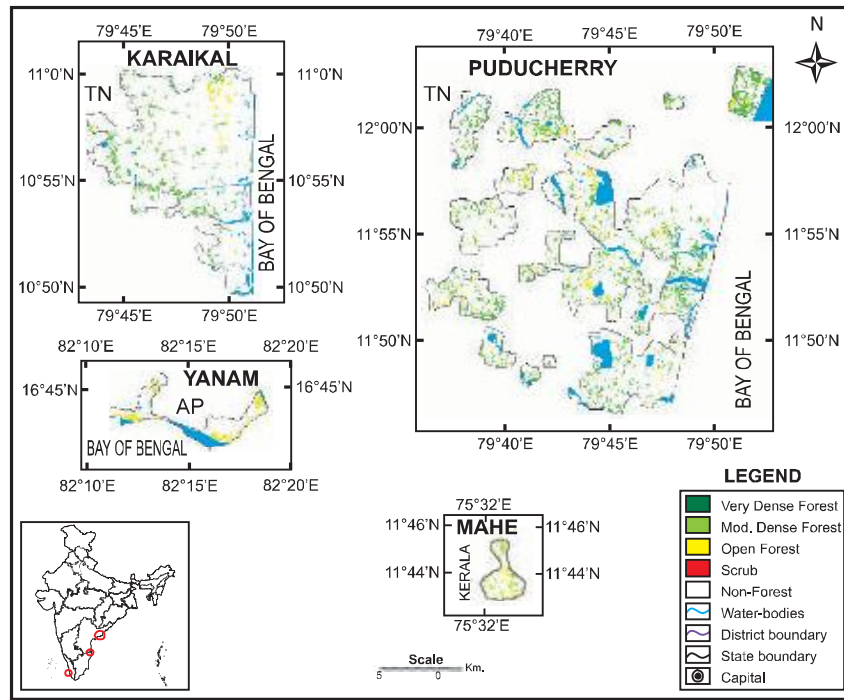 79°45'E 79°50'E
KARAIKAL
11°0'N 11°0'N
TN
10°55'N 10°55'N
BAY OF BENGAL
10°50'N 10°50'N
79°45'E 79°50'E
79°40'E 79°45'E 79°50'E
N
PUDUCHERRY
TN
12°00'N 12°00'N
11°55'N 11°55'N
11°50'N 11°50'N
BAY OF BENGAL
79°40'E 79°45'E 79°50'E
82°10'E 82°15'E 82°20'E
YANAM
16°45'N 16°45'N
AP
BAY OF BENGAL
82°10'E 82°15'E 82°20'E
75°32'E
11°46'N 11°46'N
MAHE
KERALA
11°44'N 11°44'N
75°32'E
Scale
5 0 Km.
LEGEND
Very Dense Forest
Mod. Dense Forest
Open Forest
Scrub
Non-Forest
Water-bodies
District boundary
State boundary
Capital